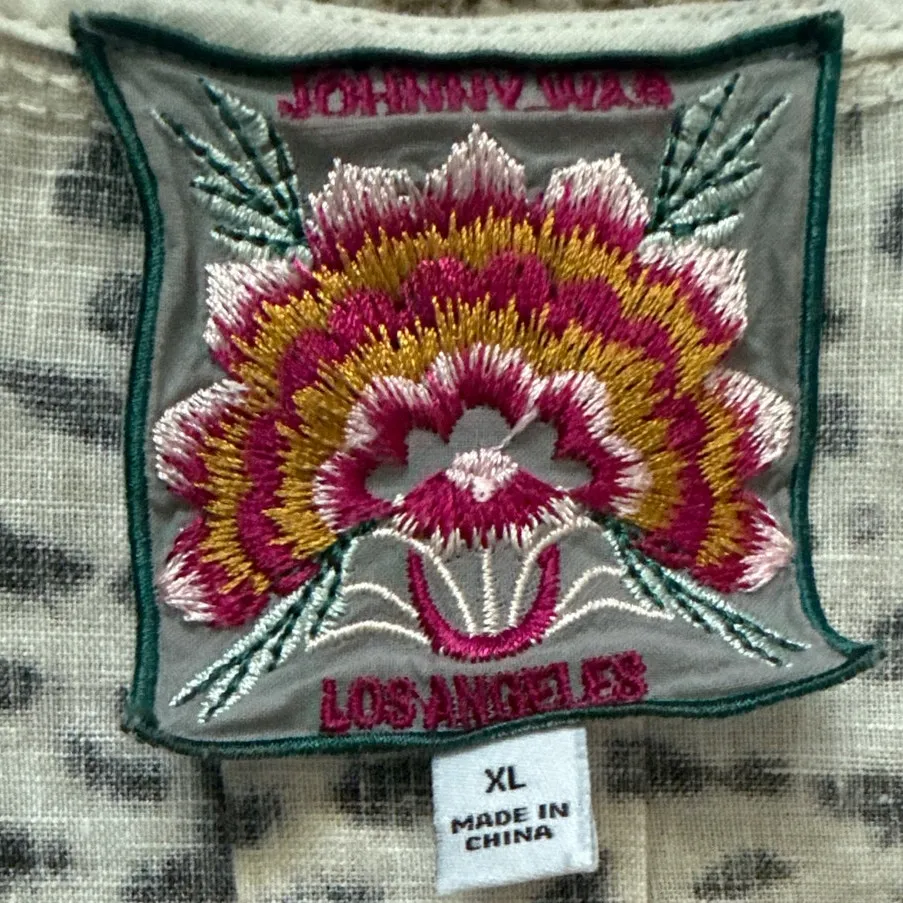 JOHNNY WAS
LOS ANGELES
XL
MADE IN
CHINA